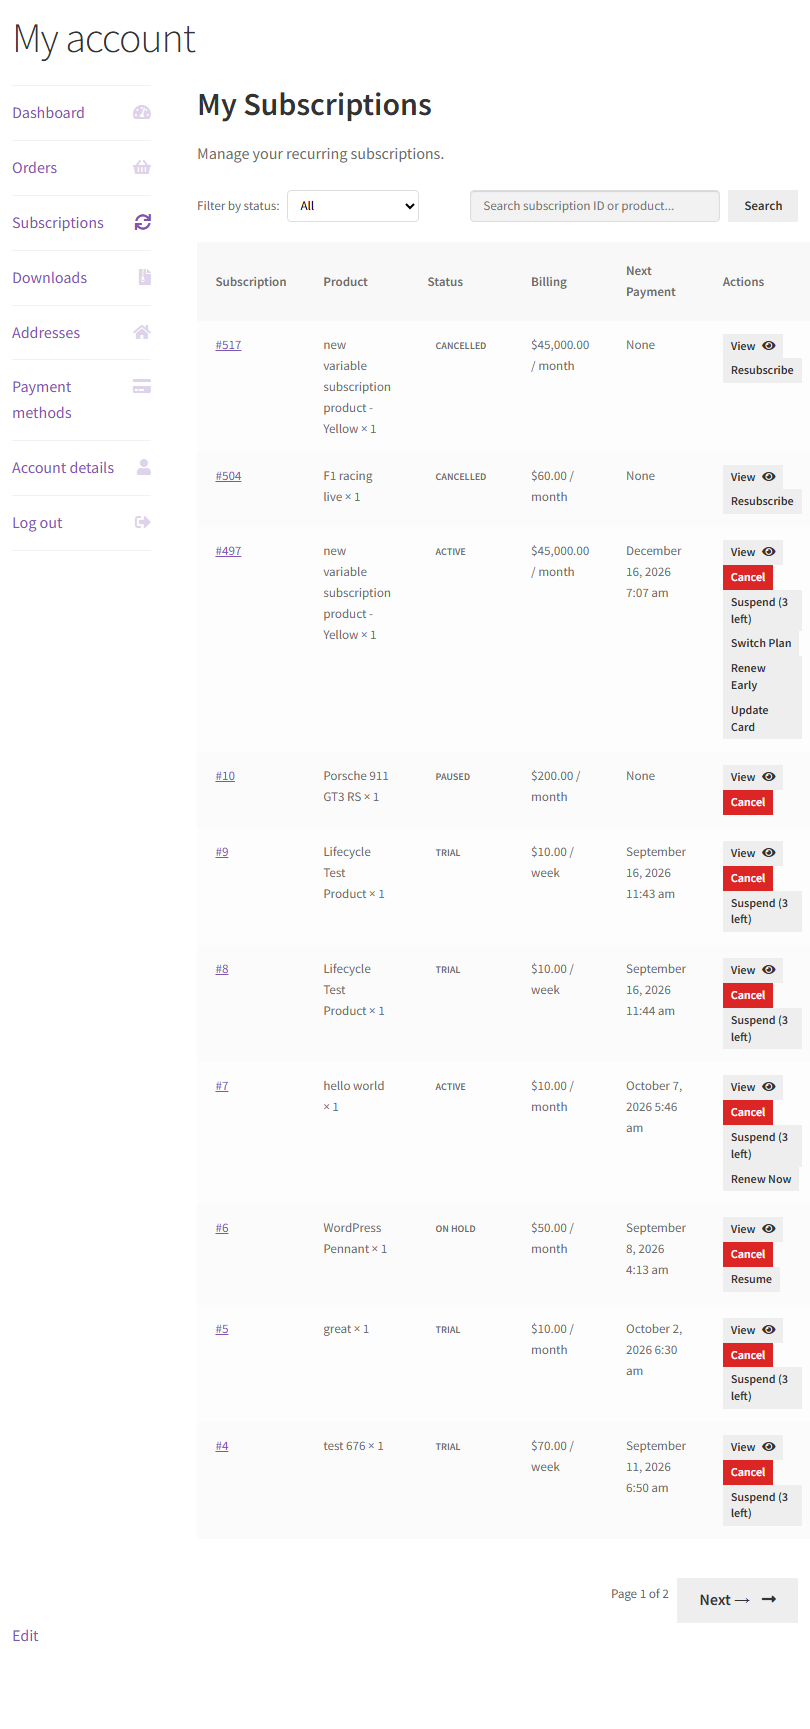 My account
Dashboard
Orders
Subscriptions
Downloads
Addresses
Payment
methods
Account details
Log out
My Subscriptions
Manage your recurring subscriptions.
Filter by status: All Search subscription ID or product... Search
Subscription Product Status Billing Next Payment Actions
#517
new
variable
subscription
product -
Yellow × 1
CANCELLED
$45,000.00
/ month
None
View
Resubscribe
#504
F1 racing
live × 1
CANCELLED
$60.00 /
month
None
View
Resubscribe
#497
new
variable
subscription
product -
Yellow × 1
ACTIVE
$45,000.00
/ month
December
16, 2026
7:07 am
View
Cancel
Suspend (3
left)
Switch Plan
Renew
Early
Update
Card
#10
Porsche 911
GT3 RS × 1
PAUSED
$200.00 /
month
None
View
Cancel
#9
Lifecycle
Test
Product × 1
TRIAL
$10.00 /
week
September
16, 2026
11:43 am
View
Cancel
Suspend (3
left)
#8
Lifecycle
Test
Product × 1
TRIAL
$10.00 /
week
September
16, 2026
11:44 am
View
Cancel
Suspend (3
left)
#7
hello world
× 1
ACTIVE
$10.00 /
month
October 7,
2026 5:46
am
View
Cancel
Suspend (3
left)
Renew Now
#6
WordPress
Pennant × 1
ON HOLD
$50.00 /
month
September
8, 2026
4:13 am
View
Cancel
Resume
#5
great × 1
TRIAL
$10.00 /
month
October 2,
2026 6:30
am
View
Cancel
Suspend (3
left)
#4
test 676 × 1
TRIAL
$70.00 /
week
September
11, 2026
6:50 am
View
Cancel
Suspend (3
left)
Page 1 of 2 Next →
Edit